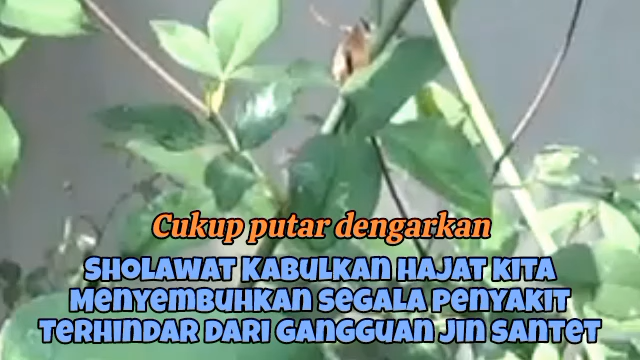 Cukup putar dengarkan
Sholawat Kabulkan Hajat Kita
Menyembuhkan Segala Penyakit
Terhindar dari Gangguan Jin Santet